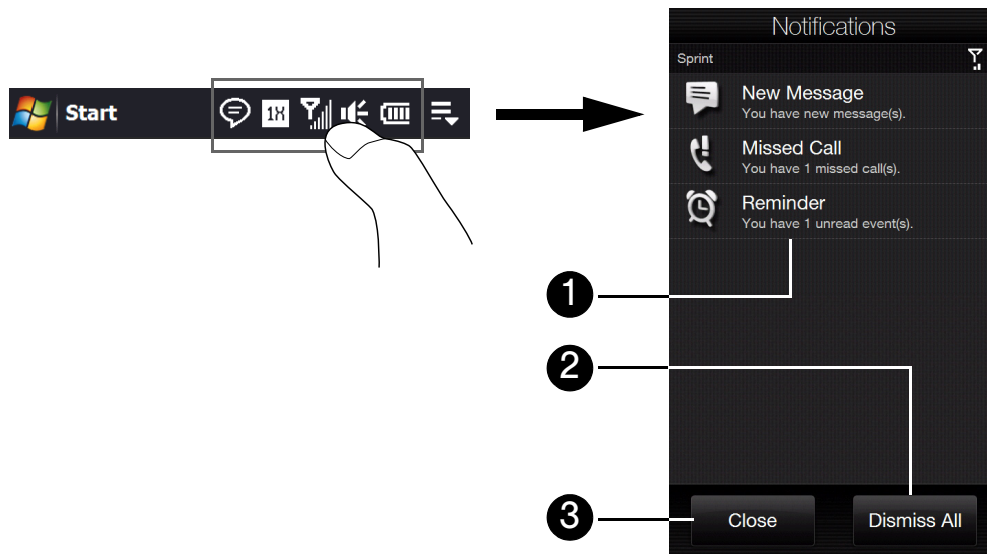 Start
1X
Notifications
Sprint
New Message
You have new message(s).
Missed Call
You have 1 missed call(s).
Reminder
You have 1 unread event(s).
1
2
3
Close
Dismiss All